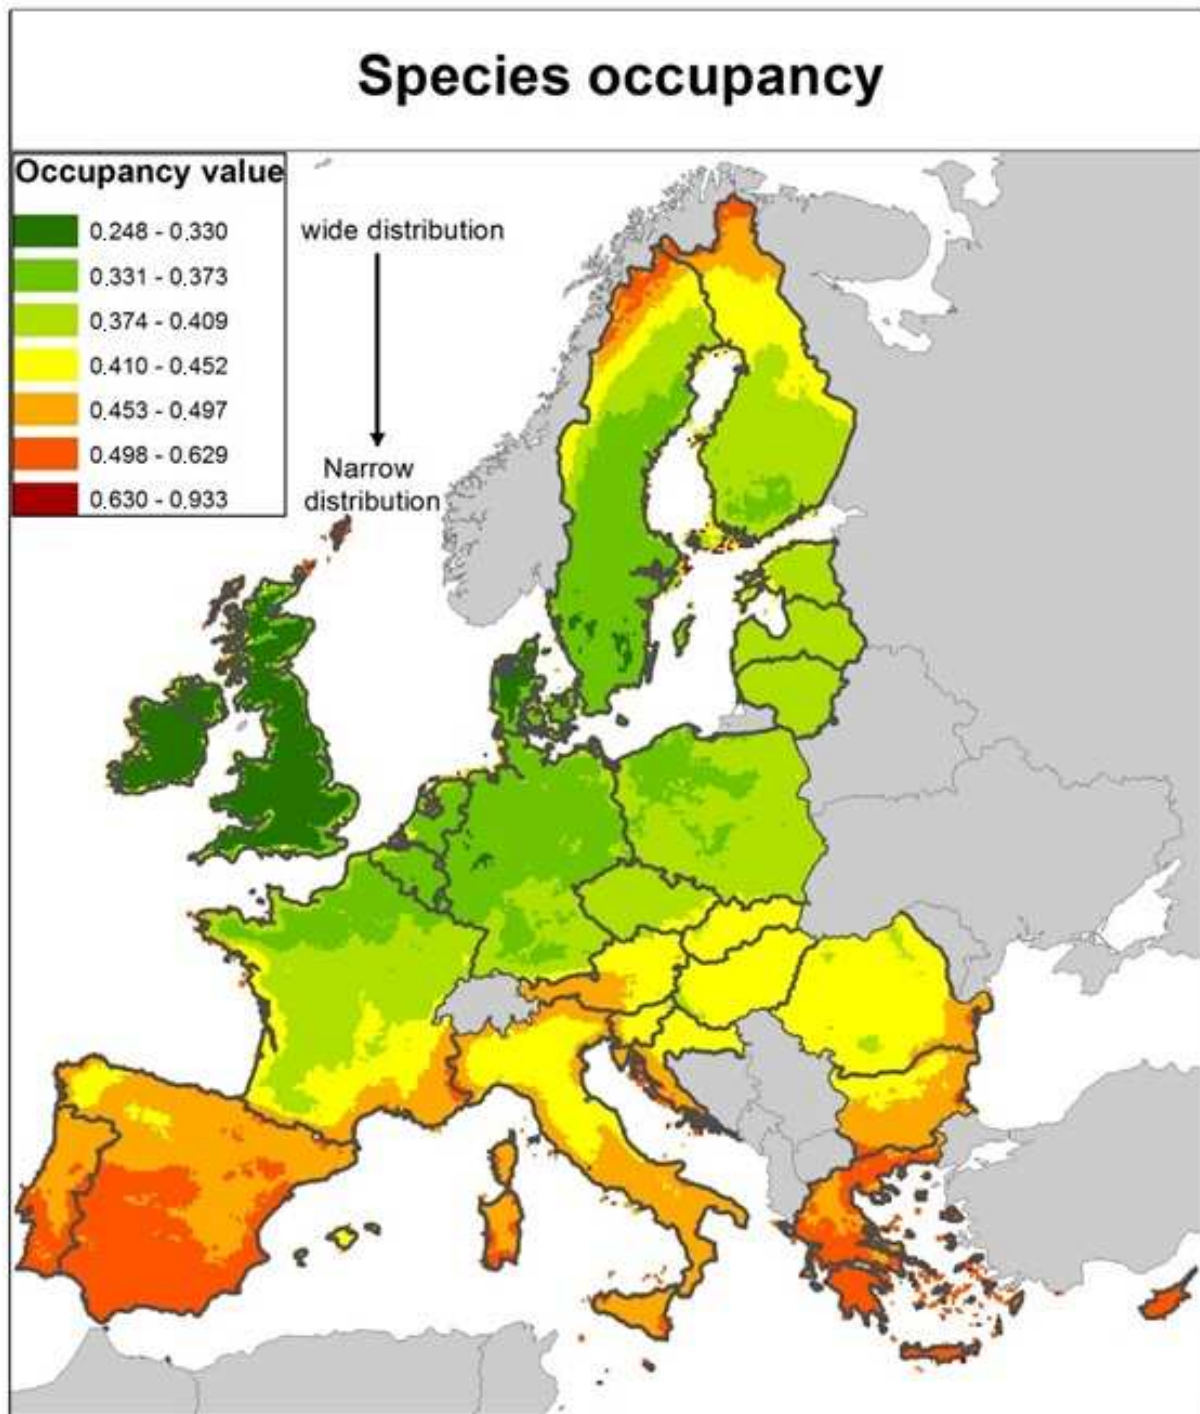 Species occupancy
Occupancy value
0.248 - 0.330
0.331 - 0.373
0.374 - 0.409
0.410 - 0.452
0.453 - 0.497
0.498 - 0.629
0.630 - 0.933
wide distribution
Narrow
distribution